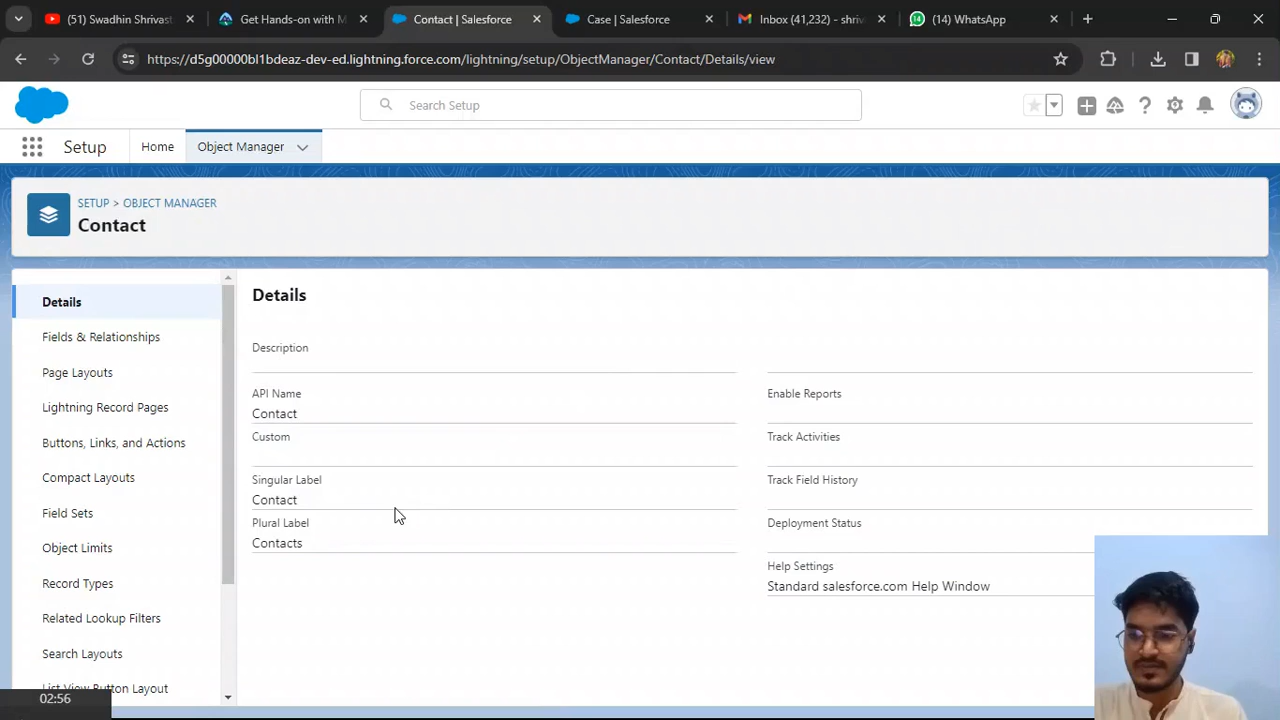 (51) Swadhin Shrivast
Get Hands-on with M
Contact | Salesforce
Case | Salesforce
Inbox (41,232) - shriv
(14) WhatsApp
https://d5g00000bl1bdeaz-dev-ed.lightning.force.com/lightning/setup/ObjectManager/Contact/Details/view
Search Setup
Setup
Home
Object Manager
SETUP > OBJECT MANAGER
Contact
Details
Fields & Relationships
Page Layouts
Lightning Record Pages
Buttons, Links, and Actions
Compact Layouts
Field Sets
Object Limits
Record Types
Related Lookup Filters
Search Layouts
List View Button Layout
Details
Description
API Name
Contact
Custom
Singular Label
Contact
Plural Label
Contacts
Enable Reports
Track Activities
Track Field History
Deployment Status
Help Settings
Standard salesforce.com Help Window
02:56